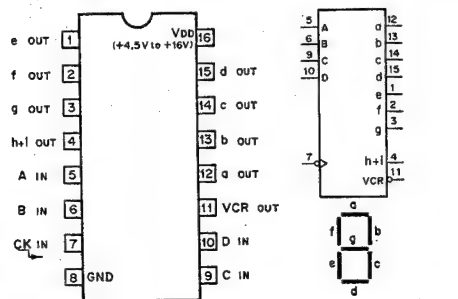 e OUT 1
f OUT 2
g OUT 3
h+i OUT 4
A IN 5
B IN 6
CK IN 7
8 GND
VDD 16
(+4.5V to +16V)
15 d OUT
14 c OUT
13 b OUT
12 a OUT
11 VCR OUT
10 D IN
9 C IN
5 A a 12
6 B b 13
9 C c 14
10 D d 15
e 1
f 2
g 3
7 h+i 4
VCR 11
a
f b
g
e c
d